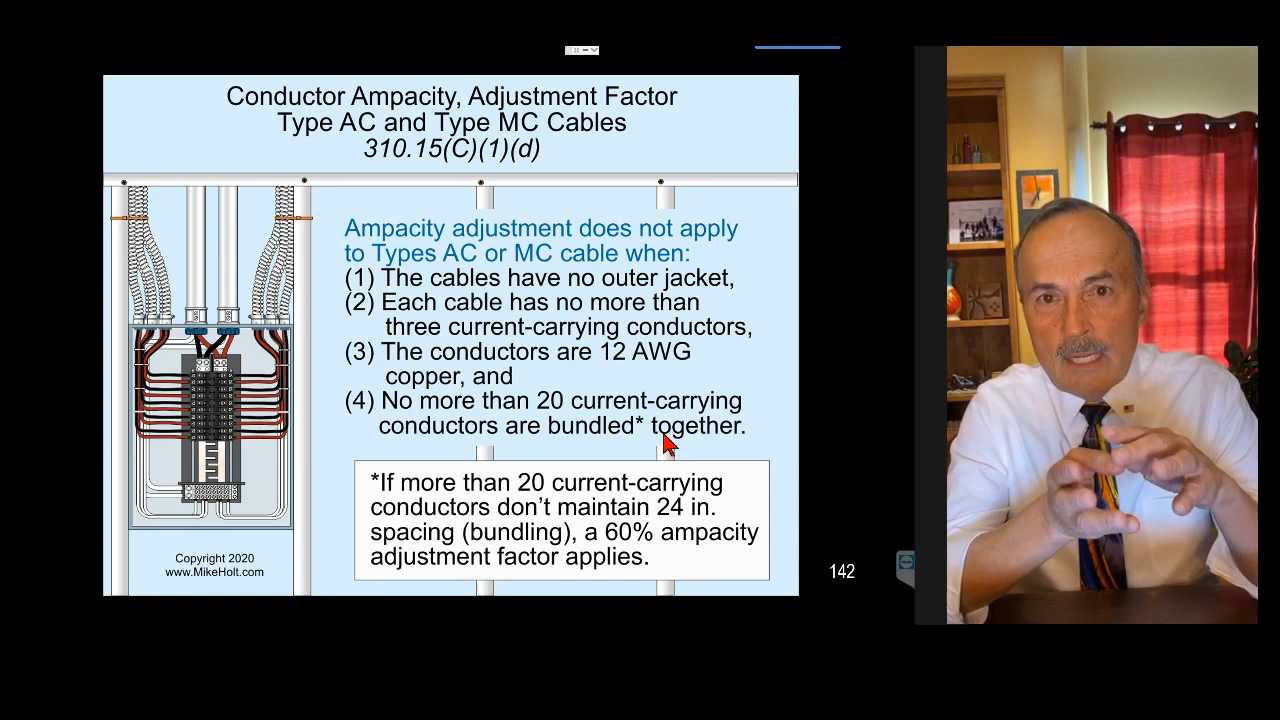 Conductor Ampacity, Adjustment Factor
Type AC and Type MC Cables
310.15(C)(1)(d)
Ampacity adjustment does not apply
to Types AC or MC cable when:
(1) The cables have no outer jacket,
(2) Each cable has no more than
three current-carrying conductors,
(3) The conductors are 12 AWG
copper, and
(4) No more than 20 current-carrying
conductors are bundled* together.
*If more than 20 current-carrying
conductors don't maintain 24 in.
spacing (bundling), a 60% ampacity
adjustment factor applies.
Copyright 2020
www.MikeHolt.com
142